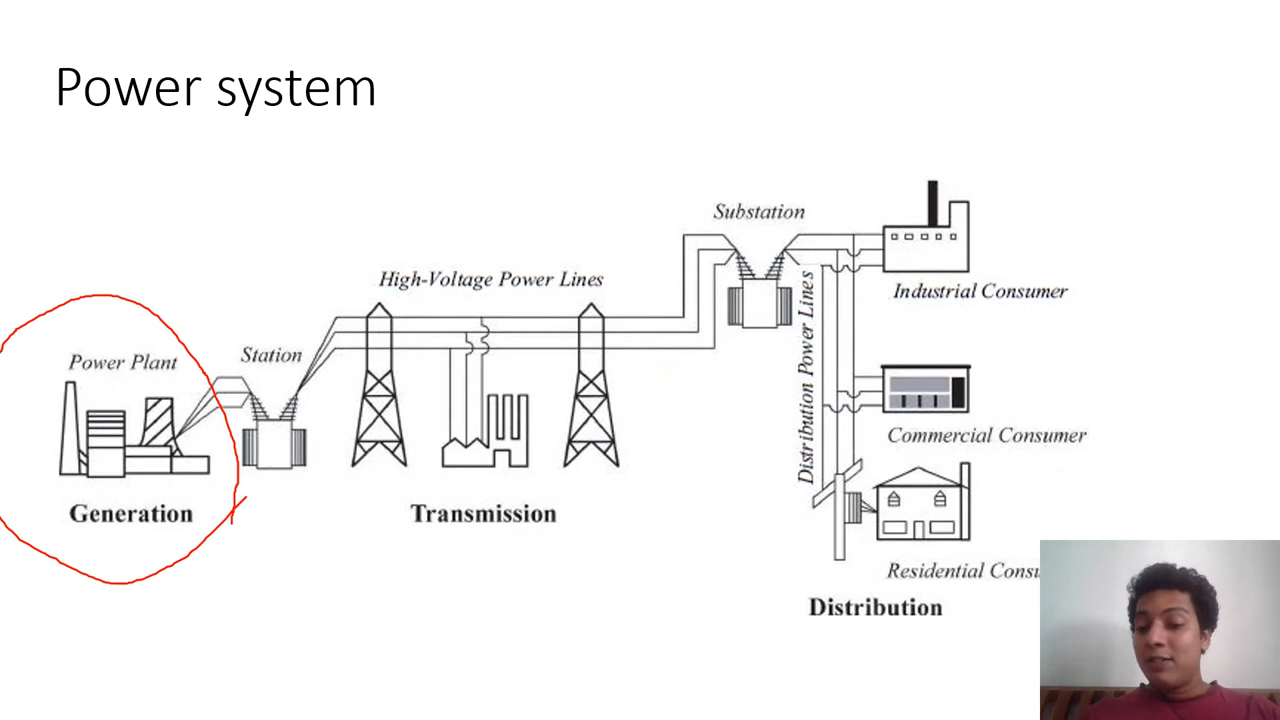 Power system
Substation
High-Voltage Power Lines
Industrial Consumer
Power Plant
Station
Distribution Power Lines
Commercial Consumer
Generation
Transmission
Residential
Distribution